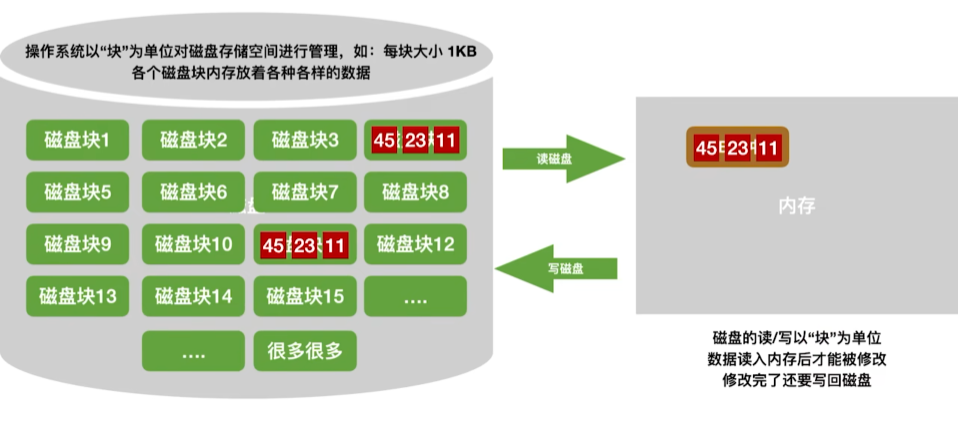 操作系统以“块”为单位对磁盘存储空间进行管理，如：每块大小 1KB
各个磁盘块内存放着各种各样的数据
磁盘块1
磁盘块2
磁盘块3
45 23 11
磁盘块5
磁盘块6
磁盘块7
磁盘块8
磁盘块9
磁盘块10
45 23 11
磁盘块12
磁盘块13
磁盘块14
磁盘块15
....
....
很多很多
读磁盘
写磁盘
45 23 11
内存
磁盘的读/写以“块”为单位
数据读入内存后才能被修改
修改完了还要写回磁盘